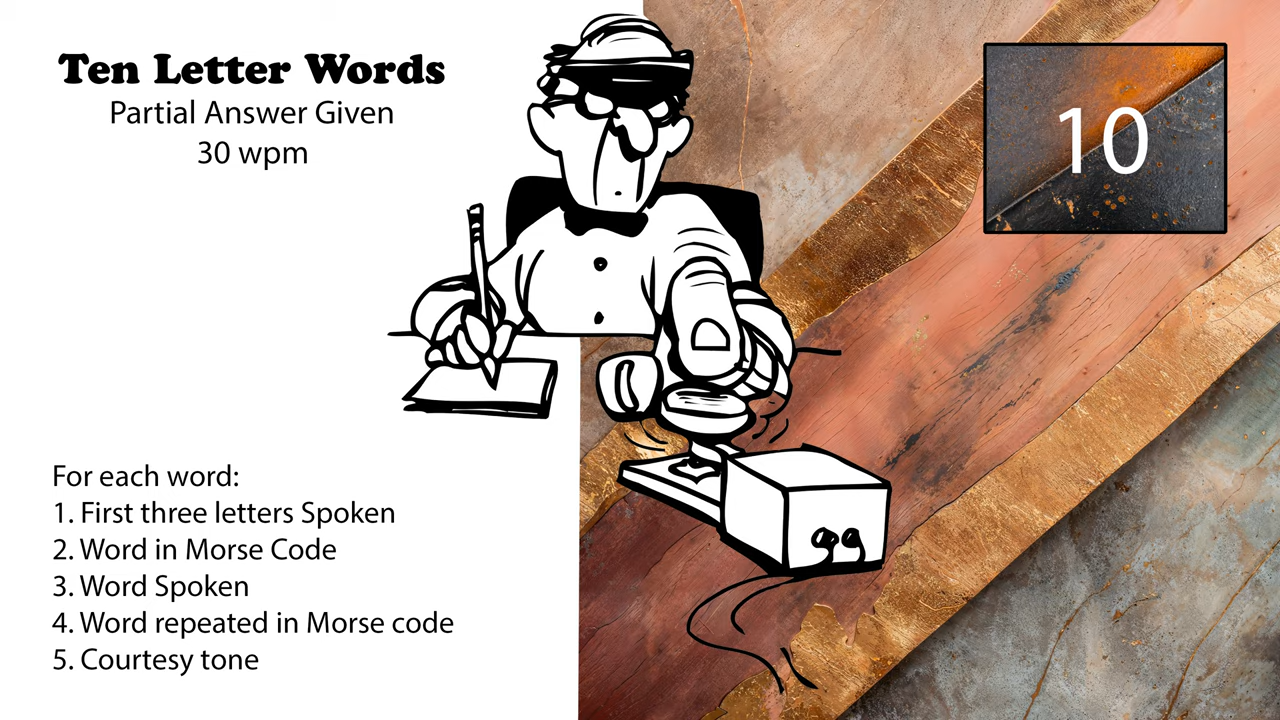 Ten Letter Words
Partial Answer Given
30 wpm
10
For each word:
1. First three letters Spoken
2. Word in Morse Code
3. Word Spoken
4. Word repeated in Morse code
5. Courtesy tone